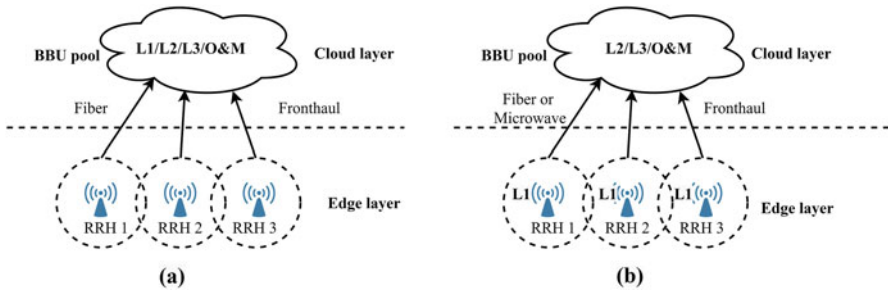 BBU pool
L1/L2/L3/O&M
Cloud layer
Fiber
Fronthaul
RRH 1
RRH 2
RRH 3
Edge layer
(a)
BBU pool
L2/L3/O&M
Cloud layer
Fiber or
Microwave
Fronthaul
L1
L1
L1
RRH 1
RRH 2
RRH 3
Edge layer
(b)